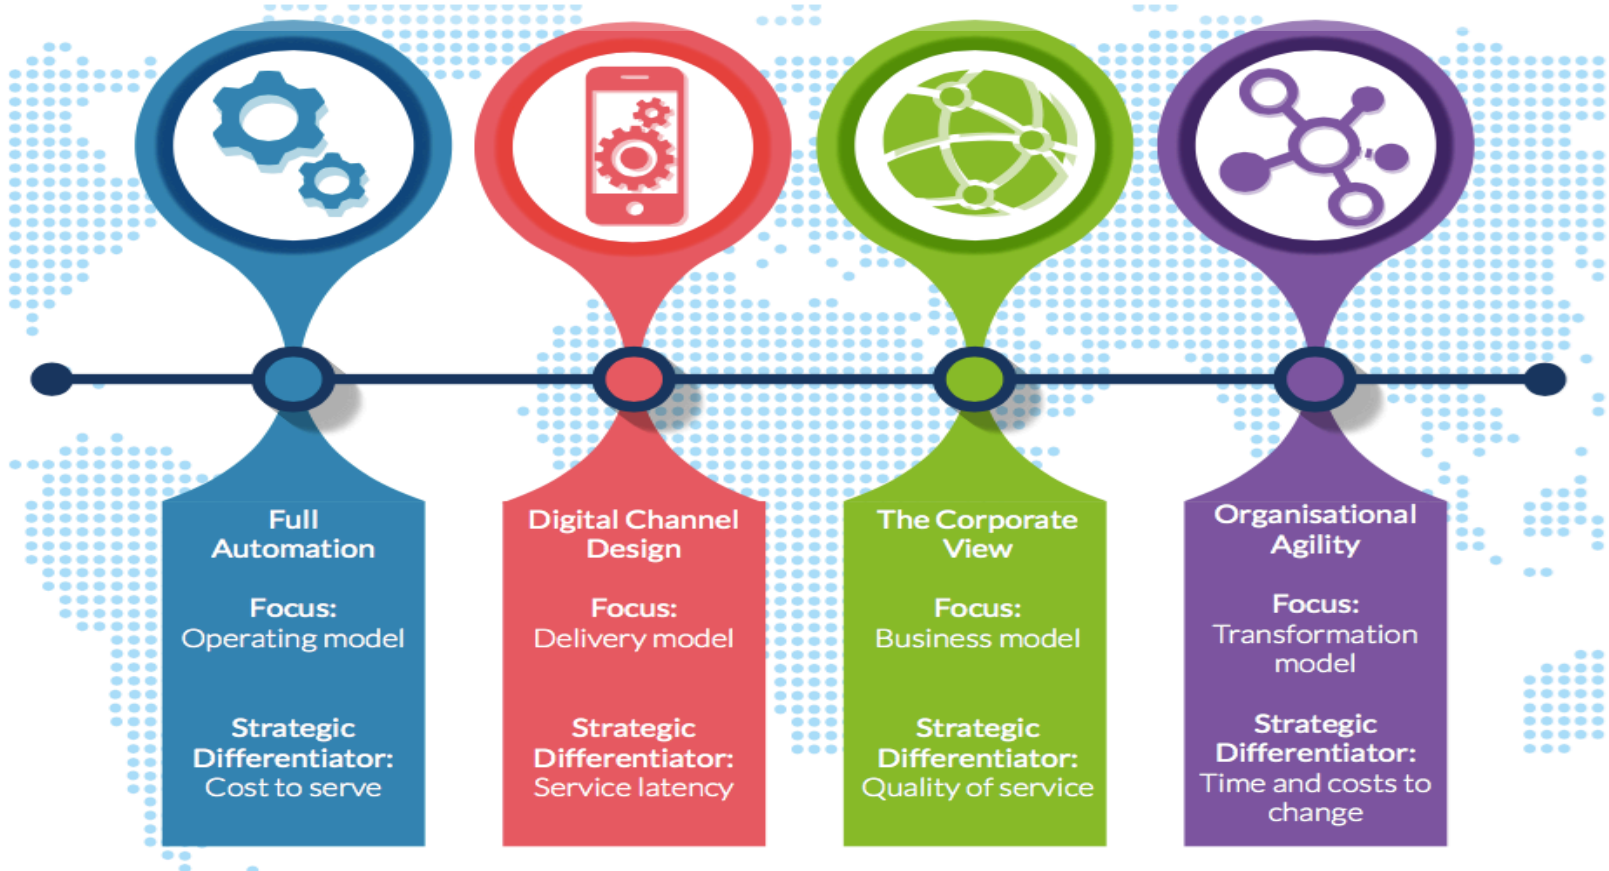 Full
Automation
Focus:
Operating model
Strategic
Differentiator:
Cost to serve
Digital Channel
Design
Focus:
Delivery model
Strategic
Differentiator:
Service latency
The Corporate
View
Focus:
Business model
Strategic
Differentiator:
Quality of service
Organisational
Agility
Focus:
Transformation
model
Strategic
Differentiator:
Time and costs to
change